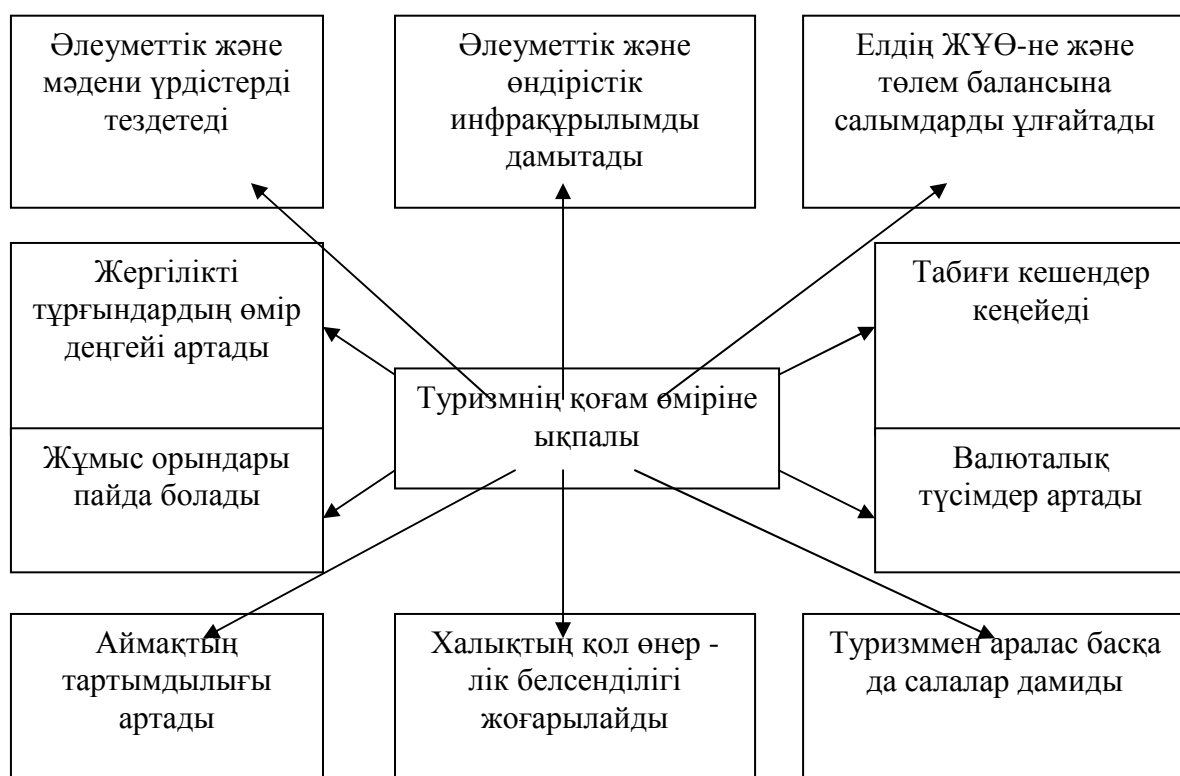 Әлеуметтік және
мәдени үрдістерді
тездетеді
Әлеуметтік және
өндірістік
инфрақұрылымды
дамытады
Елдің ЖҰӨ-не және
төлем балансына
салымдарды ұлғайтады
Жергілікті
тұрғындардың өмір
деңгейі артады
Табиғи кешендер
кеңейеді
Туризмнің қоғам өміріне
ықпалы
Жұмыс орындары
пайда болады
Валюталық
түсімдер артады
Аймақтың
тартымдылығы
артады
Халықтың қол өнер -
лік белсенділігі
жоғарылайды
Туризммен аралас басқа
да салалар дамиды